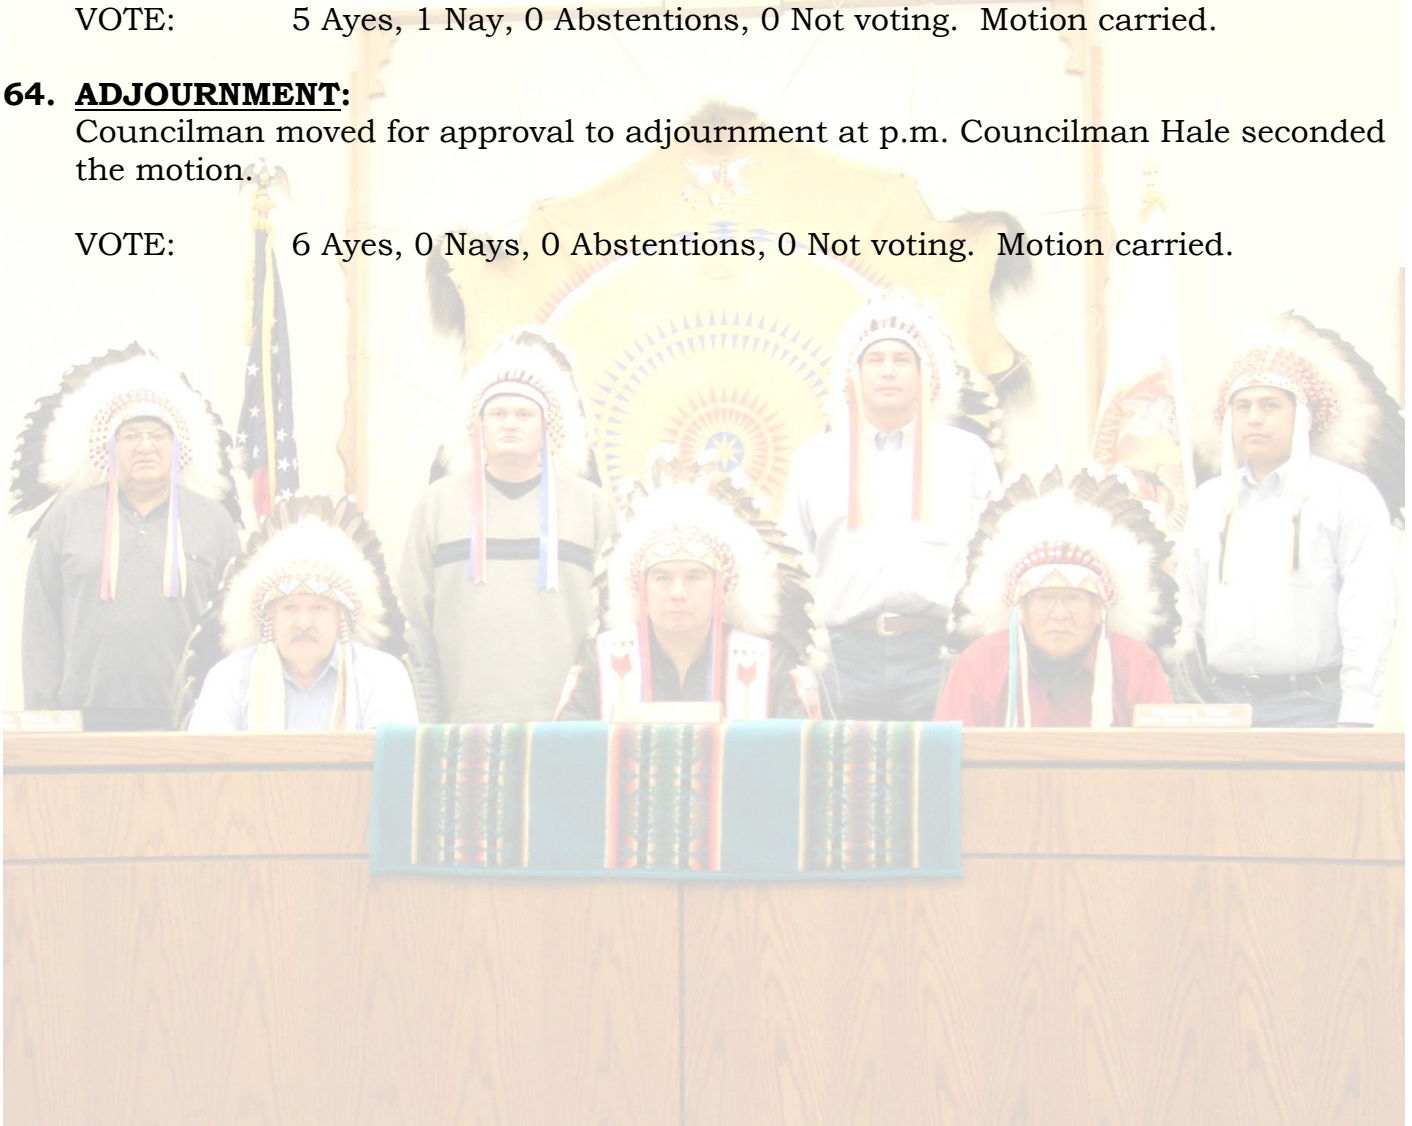 VOTE: 5 Ayes, 1 Nay, 0 Abstentions, 0 Not voting. Motion carried.
64. ADJOURNMENT:
Councilman moved for approval to adjournment at p.m. Councilman Hale seconded
the motion.
VOTE: 6 Ayes, 0 Nays, 0 Abstentions, 0 Not voting. Motion carried.